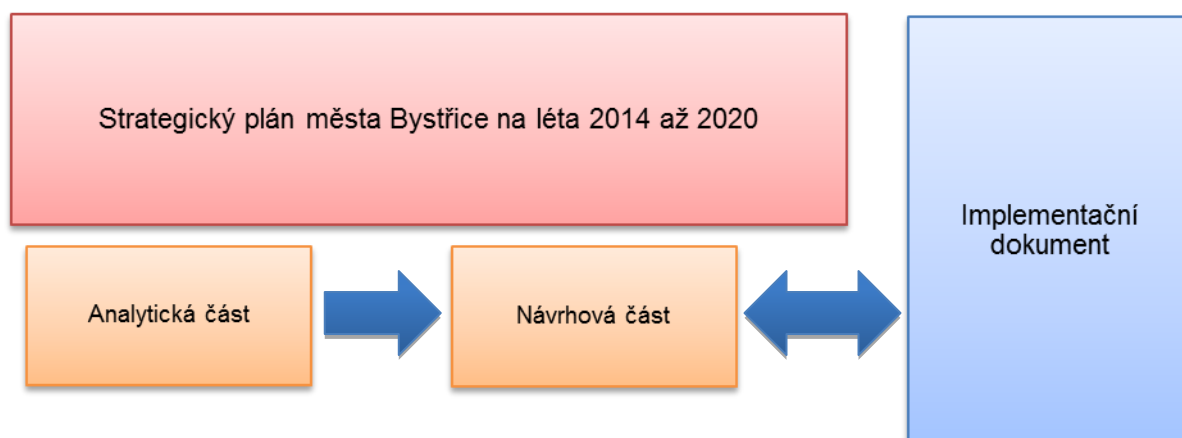 Strategický plán města Bystřice na léta 2014 až 2020
Implementační
dokument
Analytická část
Návrhová část